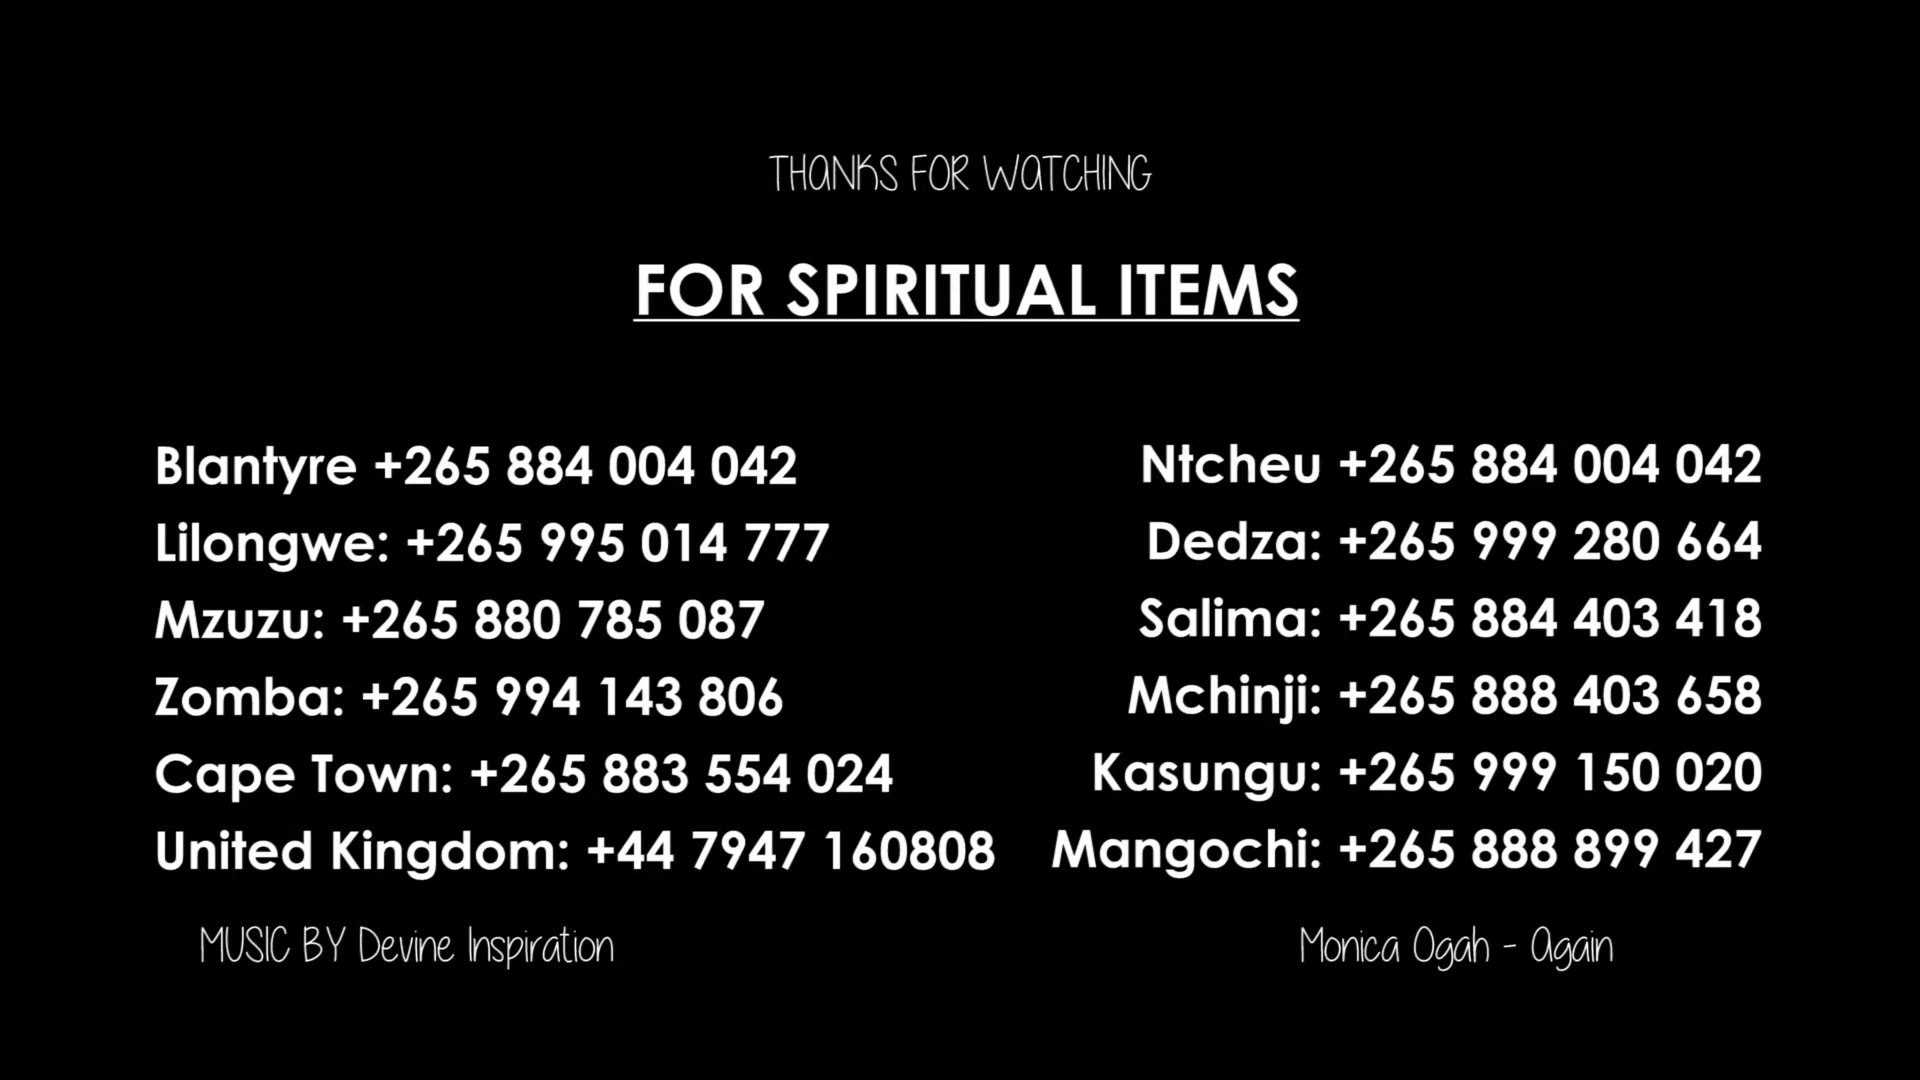 THANKS FOR WATCHING
FOR SPIRITUAL ITEMS
Blantyre +265 884 004 042
Lilongwe: +265 995 014 777
Mzuzu: +265 880 785 087
Zomba: +265 994 143 806
Cape Town: +265 883 554 024
United Kingdom: +44 7947 160808
Ntcheu +265 884 004 042
Dedza: +265 999 280 664
Salima: +265 884 403 418
Mchinji: +265 888 403 658
Kasungu: +265 999 150 020
Mangochi: +265 888 899 427
MUSIC BY Devine Inspiration
Monica Ogah - Again